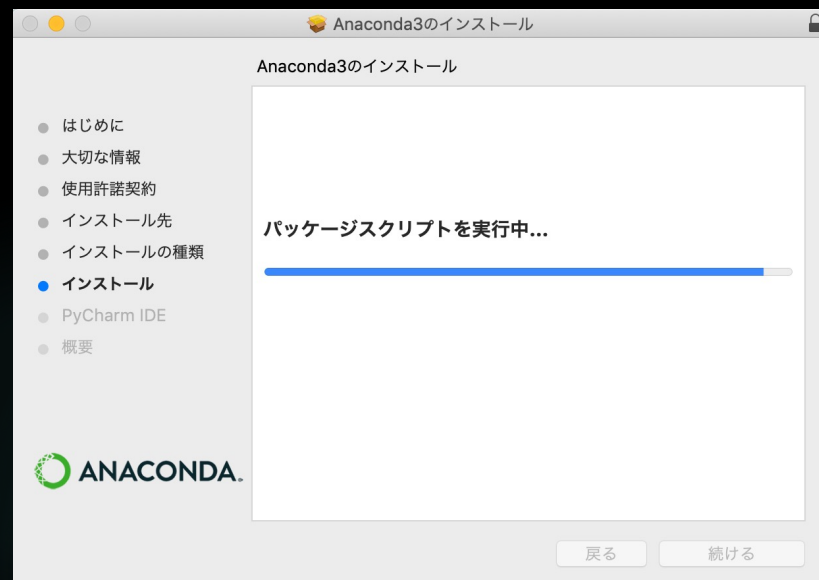 Anaconda3のインストール
Anaconda3のインストール
はじめに
大切な情報
使用許諾契約
インストール先
インストールの種類
インストール
PyCharm IDE
概要
パッケージスクリプトを実行中...
ANACONDA.
戻る
続ける